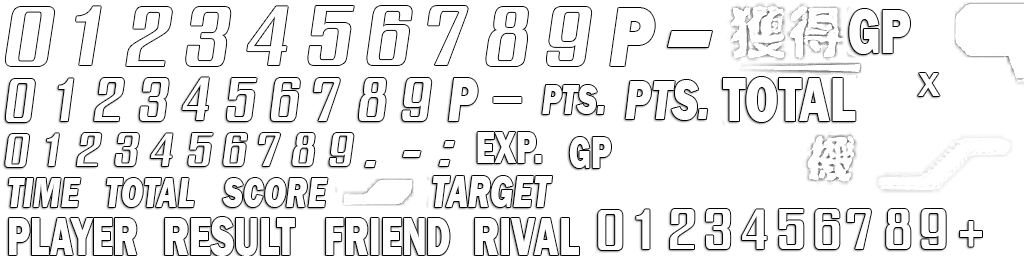 0 1 2 3 4 5 6 7 8 9 P - 獲得 GP
0 1 2 3 4 5 6 7 8 9 P - PTS. PTS. TOTAL x
0 1 2 3 4 5 6 7 8 9 . - : EXP. GP 機
TIME TOTAL SCORE TARGET
PLAYER RESULT FRIEND RIVAL 0 1 2 3 4 5 6 7 8 9 +